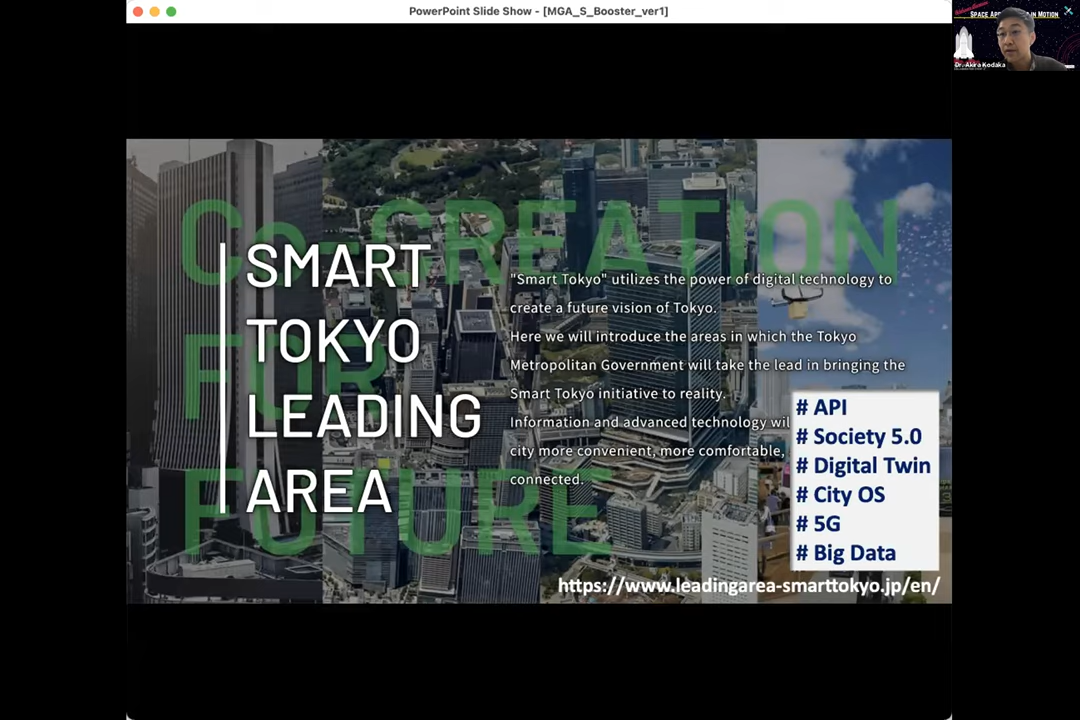 PowerPoint Slide Show - [MGA_S_Booster_ver1]
Dr. Akira Kodaka
CO-CREATION
FOR
FUTURE
SMART
TOKYO
LEADING
AREA
"Smart Tokyo" utilizes the power of digital technology to
create a future vision of Tokyo.
Here we will introduce the areas in which the Tokyo
Metropolitan Government will take the lead in bringing the
Smart Tokyo initiative to reality.
Information and advanced technology wil
city more convenient, more comfortable,
connected.
# API
# Society 5.0
# Digital Twin
# City OS
# 5G
# Big Data
https://www.leadingarea-smarttokyo.jp/en/